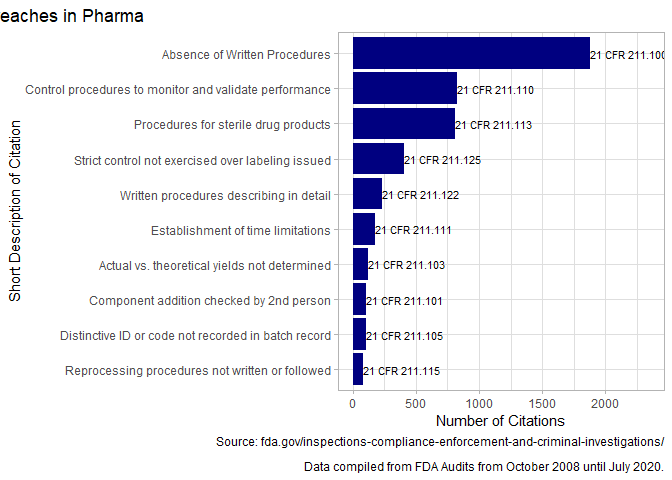 eaches in Pharma
Absence of Written Procedures
21 CFR 211.100
Control procedures to monitor and validate performance
21 CFR 211.110
Procedures for sterile drug products
21 CFR 211.113
Strict control not exercised over labeling issued
21 CFR 211.125
Written procedures describing in detail
21 CFR 211.122
Establishment of time limitations
21 CFR 211.111
Actual vs. theoretical yields not determined
21 CFR 211.103
Component addition checked by 2nd person
21 CFR 211.101
Distinctive ID or code not recorded in batch record
21 CFR 211.105
Reprocessing procedures not written or followed
21 CFR 211.115
Short Description of Citation
0 500 1000 1500 2000
Number of Citations
Source: fda.gov/inspections-compliance-enforcement-and-criminal-investigations/
Data compiled from FDA Audits from October 2008 until July 2020.